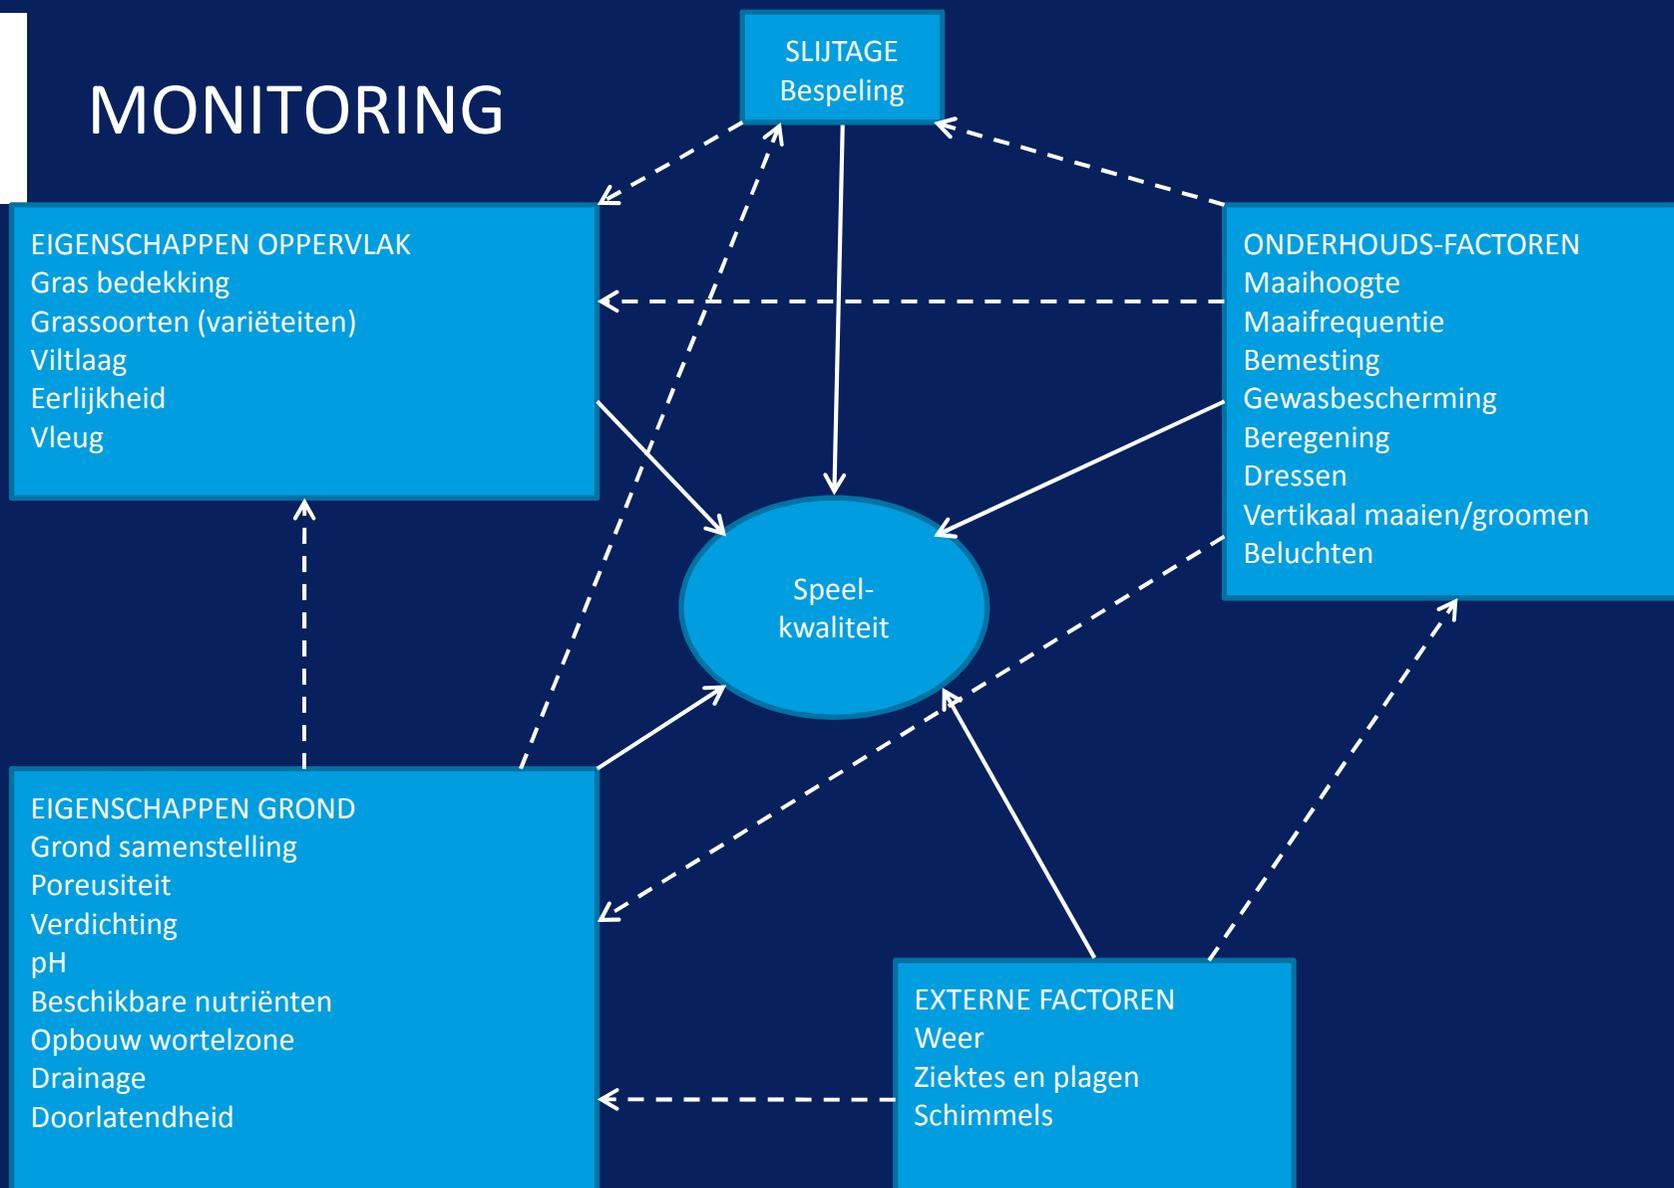 MONITORING
SLIJTAGE
Bespeling
EIGENSCHAPPEN OPPERVLAK
Gras bedekking
Grassoorten (variëteiten)
Viltlaag
Eerlijkheid
Vleug
ONDERHOUDS-FACTOREN
Maaihoogte
Maaifrequentie
Bemesting
Gewasbescherming
Beregening
Dressen
Vertikaal maaien/groomen
Beluchten
Speel-
kwaliteit
EIGENSCHAPPEN GROND
Grond samenstelling
Poreusiteit
Verdichting
pH
Beschikbare nutriënten
Opbouw wortelzone
Drainage
Doorlatendheid
EXTERNE FACTOREN
Weer
Ziektes en plagen
Schimmels